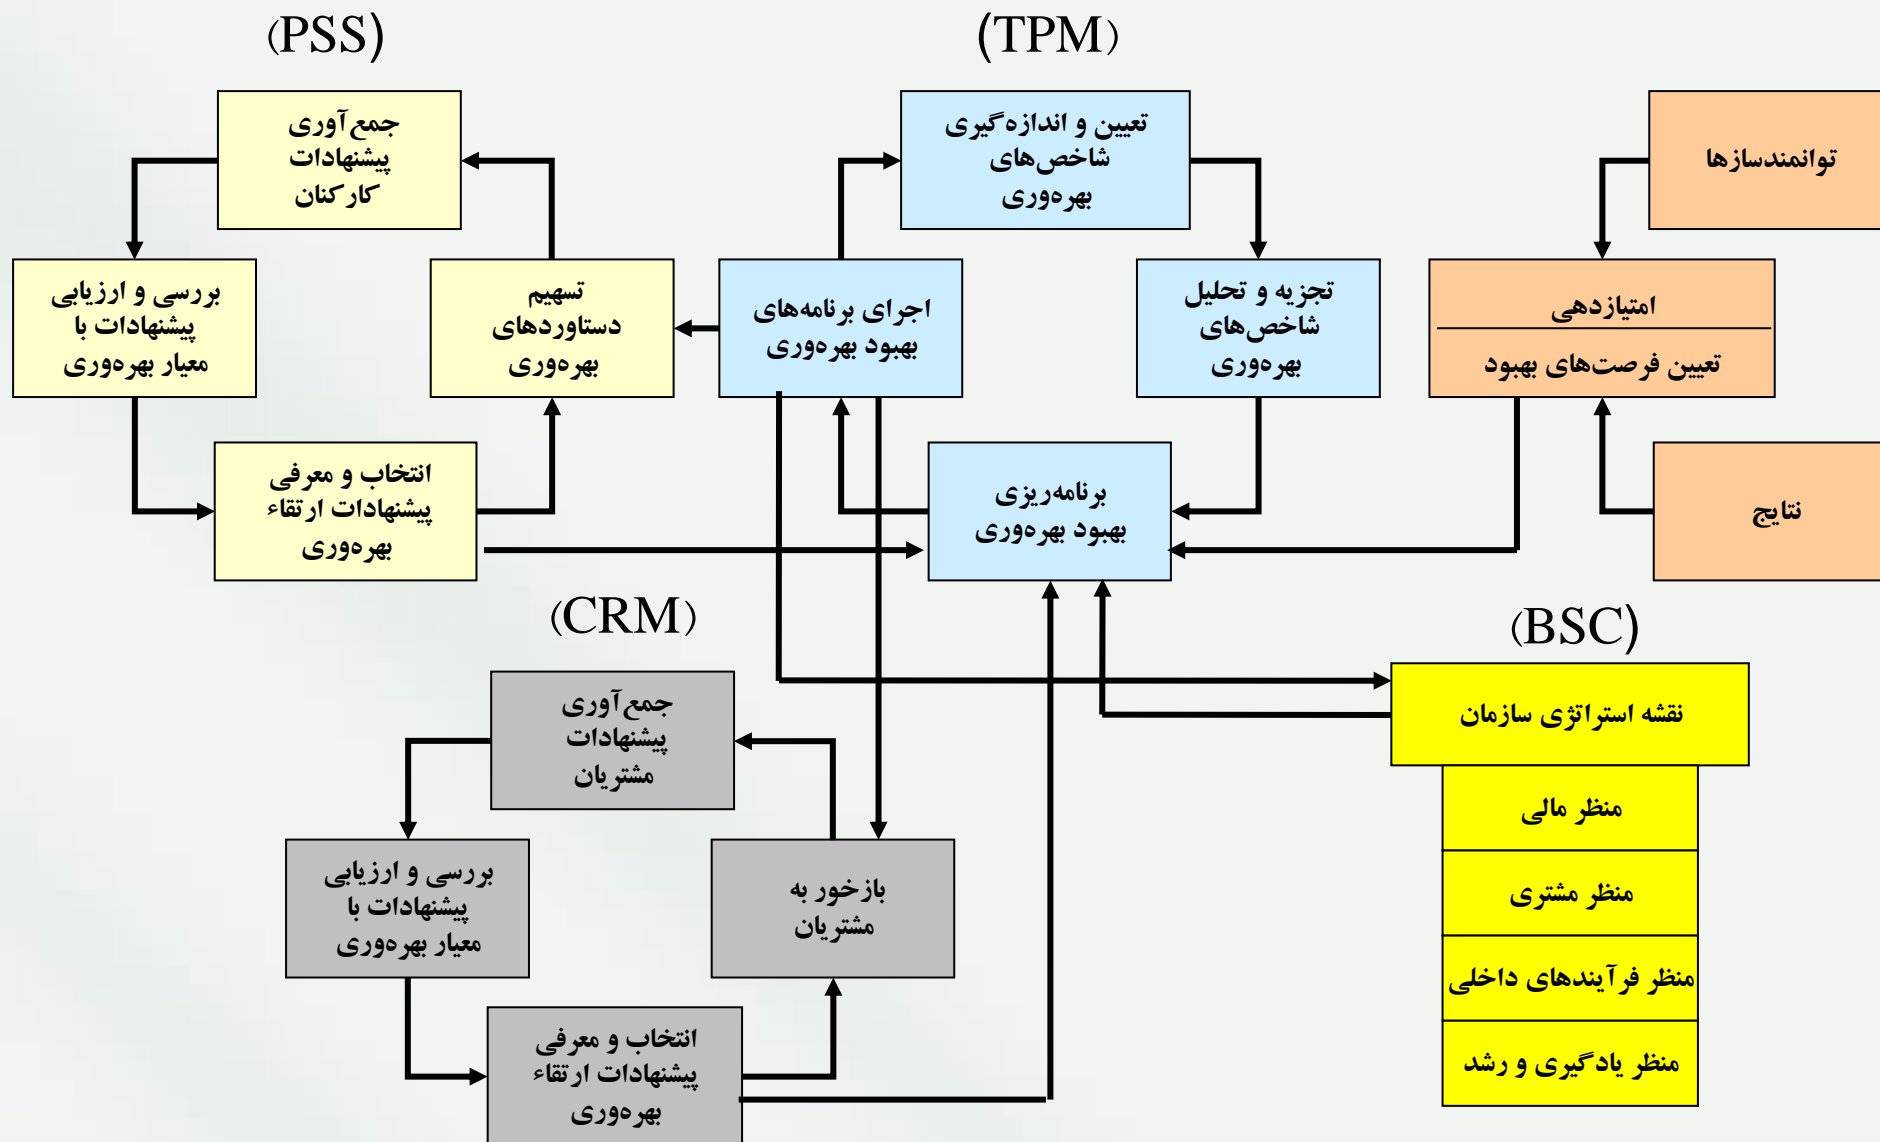 (PSS)
(TPM)
جمع‌آوری
پیشنهادات
کارکنان
تعیین و اندازه‌گیری
شاخص‌های
بهره‌وری
توانمندسازها
بررسی و ارزیابی
پیشنهادات با
معیار بهره‌وری
تسهیم
دستاوردهای
بهره‌وری
اجرای برنامه‌های
بهبود بهره‌وری
تجزیه و تحلیل
شاخص‌های
بهره‌وری
امتیازدهی
تعیین فرصت‌های بهبود
انتخاب و معرفی
پیشنهادات ارتقاء
بهره‌وری
برنامه‌ریزی
بهبود بهره‌وری
نتایج
(CRM)
(BSC)
جمع‌آوری
پیشنهادات
مشتریان
نقشه استراتژی سازمان
منظر مالی
منظر مشتری
منظر فرآیندهای داخلی
منظر یادگیری و رشد
بررسی و ارزیابی
پیشنهادات با
معیار بهره‌وری
بازخور به
مشتریان
انتخاب و معرفی
پیشنهادات ارتقاء
بهره‌وری